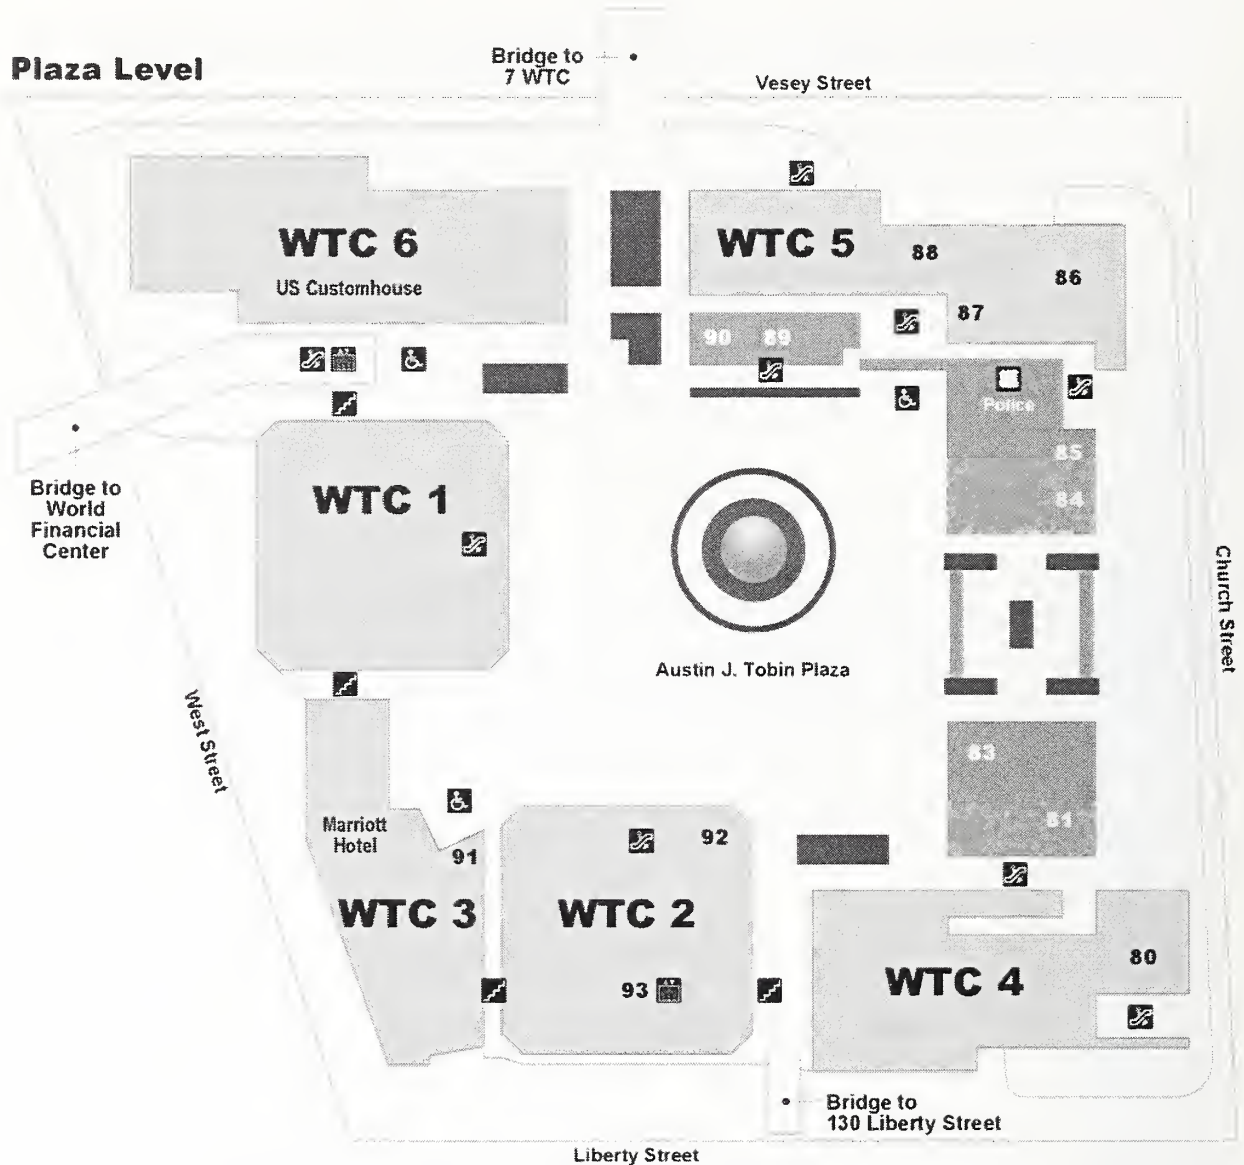 Plaza Level
Bridge to
7 WTC
Vesey Street
WTC 6
US Customhouse
WTC 5
88
86
87
90
89
Police
85
84
Bridge to
World
Financial
Center
WTC 1
Austin J. Tobin Plaza
Church Street
West Street
83
81
Marriott
Hotel
91
92
WTC 3
WTC 2
93
WTC 4
80
Bridge to
130 Liberty Street
Liberty Street